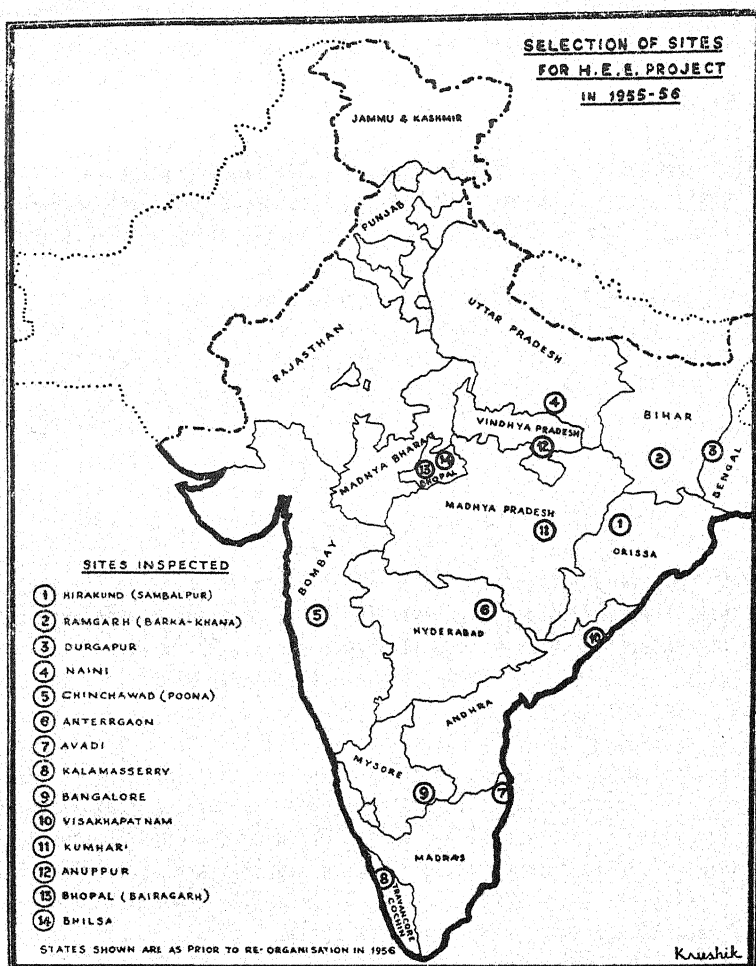 SELECTION OF SITES
FOR H.E.E. PROJECT
IN 1955-56
JAMMU & KASHMIR
PUNJAB
RAJASTHAN
UTTAR PRADESH
4
VINDHYA PRADESH
12
BIHAR
2
3
BENGAL
MADHYA BHARAT
13
14
BHOPAL
MADHYA PRADESH
11
1
ORISSA
BOMBAY
5
6
HYDERABAD
10
ANDHRA
MYSORE
9
7
MADRAS
8
TRAVANCORE
COCHIN
SITES INSPECTED
1 HIRAKUND (SAMBALPUR)
2 RAMGARH (BARKA-KHANA)
3 DURGAPUR
4 NAINI
5 CHINCHAWAD (POONA)
6 ANTERRGAON
7 AVADI
8 KALAMASSERRY
9 BANGALORE
10 VISAKHAPATNAM
11 KUMHARI
12 ANUPPUR
13 BHOPAL (BAIRAGARH)
14 BHILSA
STATES SHOWN ARE AS PRIOR TO RE-ORGANISATION IN 1956
Krushik